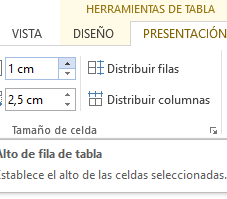 HERRAMIENTAS DE TABLA
VISTA DISEÑO PRESENTACIÓN
1 cm Distribuir filas
2,5 cm Distribuir columnas
Tamaño de celda
Alto de fila de tabla
Establece el alto de las celdas seleccionadas.